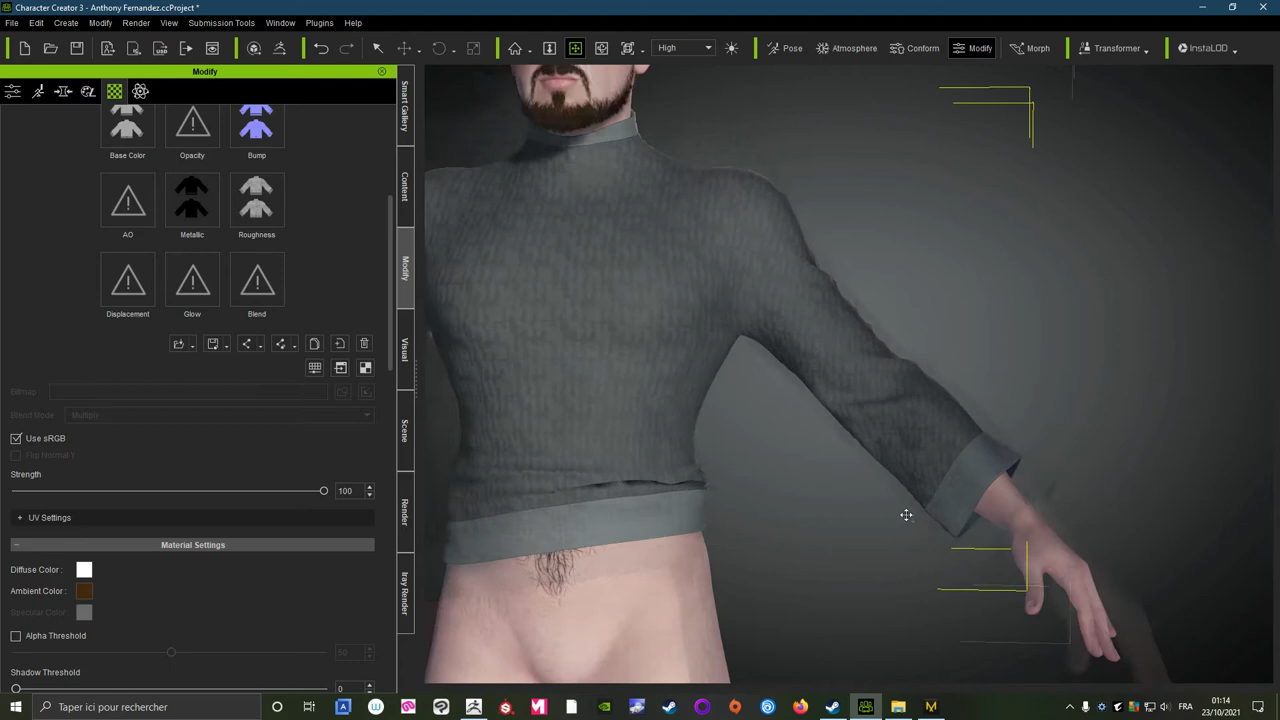 Character Creator 3 - Anthony Fernandez.ccProject *
File Edit Create Modify Render View Submission Tools Window Plugins Help
High Pose Atmosphere Conform Modify Morph Transformer InstaLOD
Modify
Base Color Opacity Bump
AO Metallic Roughness
Displacement Glow Blend
Bitmap:
Blend Mode Multiply
Use sRGB
Flip Normal Y
Strength
100
+ UV Settings
Material Settings
Diffuse Color :
Ambient Color :
Specular Color :
Alpha Threshold
50
Shadow Threshold
0
Smart Gallery
Content
Modify
Visual
Scene
Render
Iray Render
Taper ici pour rechercher
01:14
23/10/2021